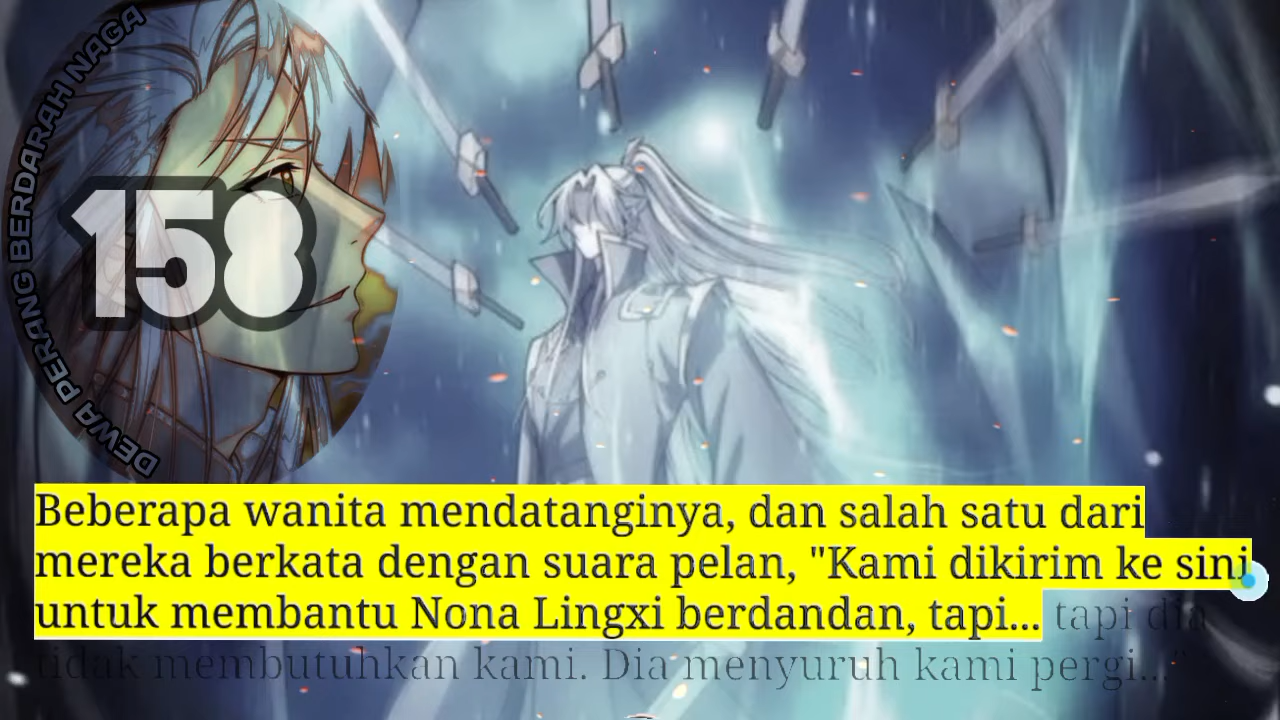 DEWA PERANG BERDARAH NAGA
158
Beberapa wanita mendatanginya, dan salah satu dari
mereka berkata dengan suara pelan, "Kami dikirim ke sini
untuk membantu Nona Lingxi berdandan, tapi... tapi dia
tidak membutuhkan kami. Dia menyuruh kami pergi..."